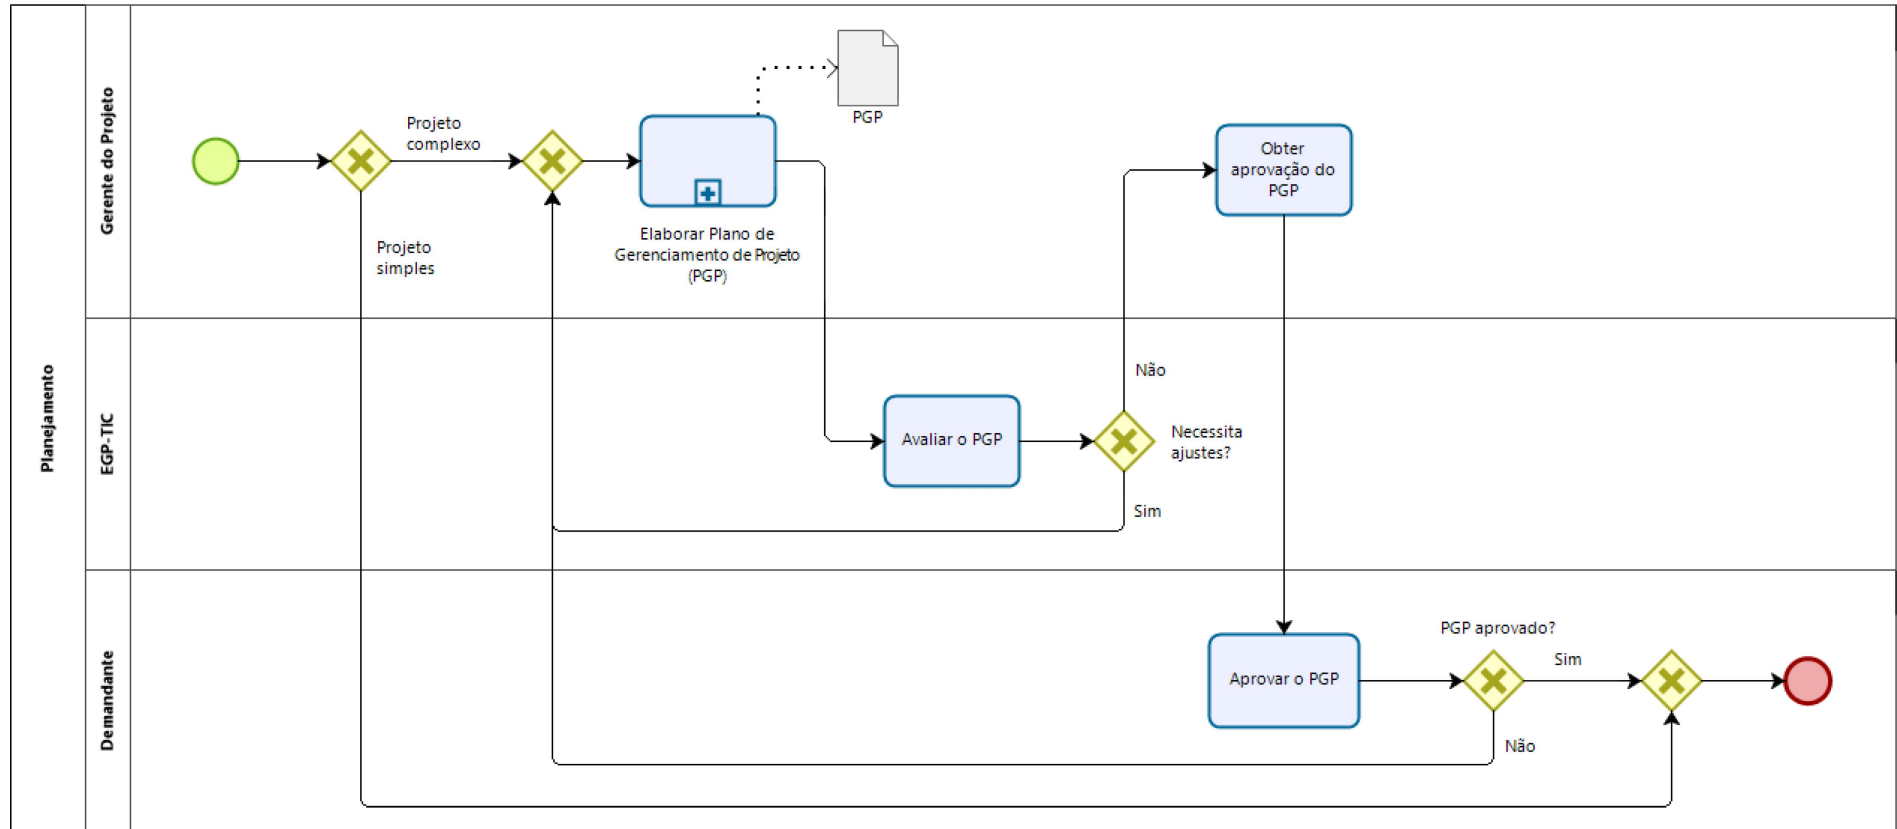 Planejamento
Gerente do Projeto
Projeto
complexo
Projeto
simples
Elaborar Plano de
Gerenciamento de Projeto
(PGP)
PGP
Obter
aprovação do
PGP
EGP-TIC
Avaliar o PGP
Não
Necessita
ajustes?
Sim
Demandante
Aprovar o PGP
PGP aprovado?
Sim
Não